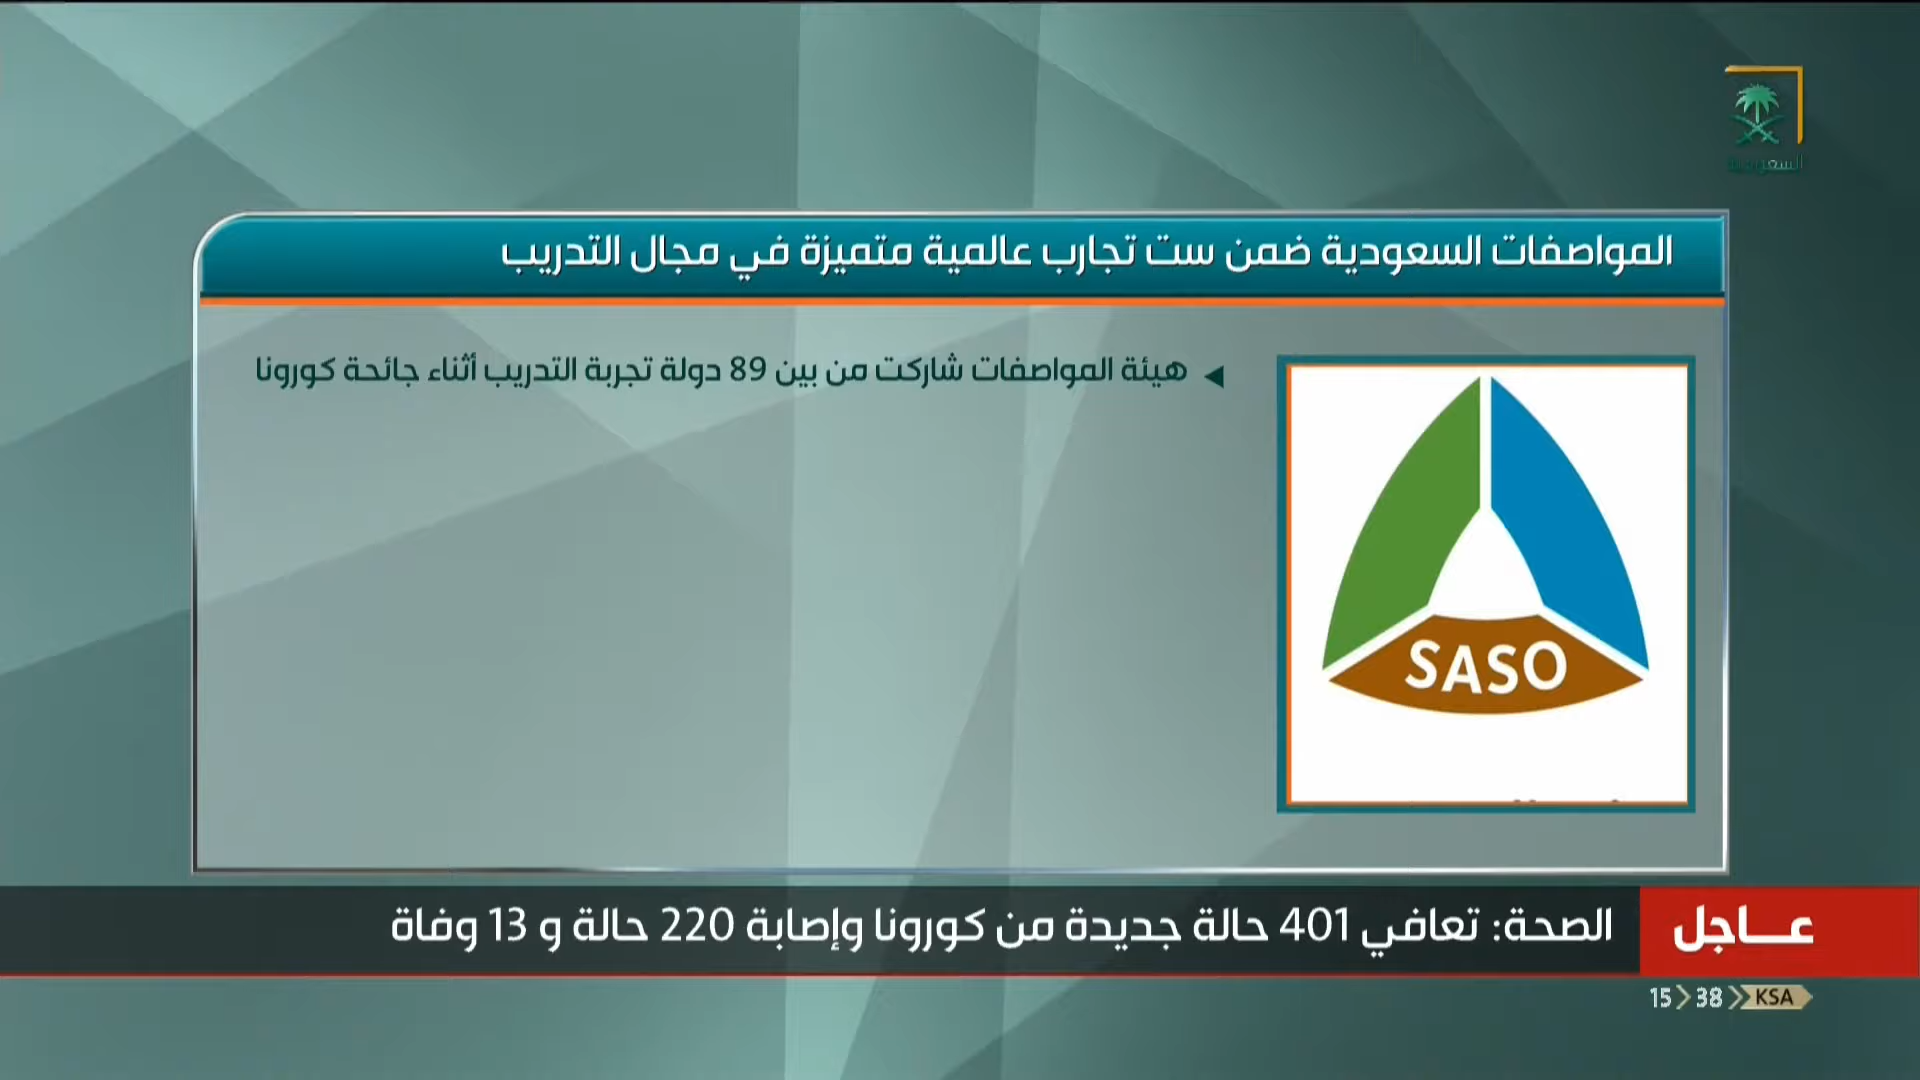 السعودية
المواصفات السعودية ضمن ست تجارب عالمية متميزة في مجال التدريب
هيئة المواصفات شاركت من بين 89 دولة تجربة التدريب أثناء جائحة كورونا
SASO
عـــاجل
الصحة: تعافي 401 حالة جديدة من كورونا وإصابة 220 حالة و 13 وفاة
15 38 KSA